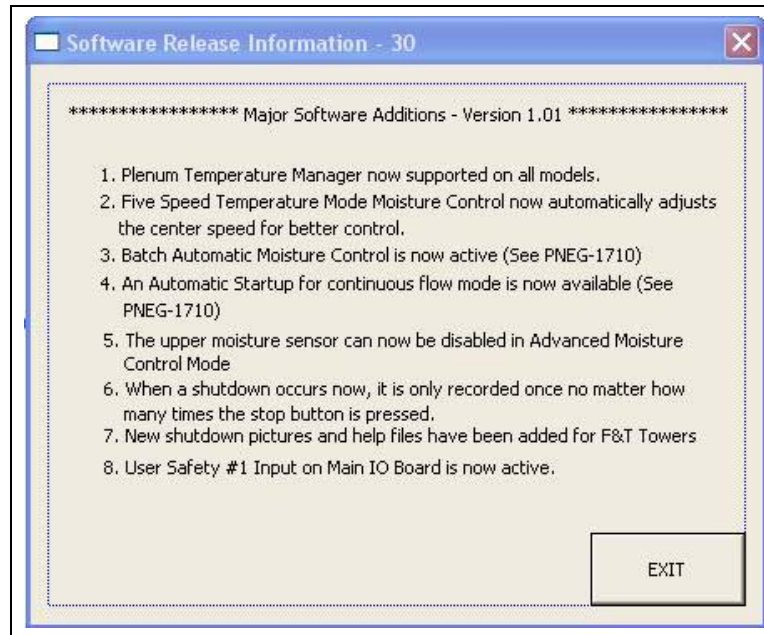 Software Release Information - 30
***************** Major Software Additions - Version 1.01 ****************
1. Plenum Temperature Manager now supported on all models.
2. Five Speed Temperature Mode Moisture Control now automatically adjusts
the center speed for better control.
3. Batch Automatic Moisture Control is now active (See PNEG-1710)
4. An Automatic Startup for continuous flow mode is now available (See
PNEG-1710)
5. The upper moisture sensor can now be disabled in Advanced Moisture
Control Mode
6. When a shutdown occurs now, it is only recorded once no matter how
many times the stop button is pressed.
7. New shutdown pictures and help files have been added for F&T Towers
8. User Safety #1 Input on Main IO Board is now active.
EXIT